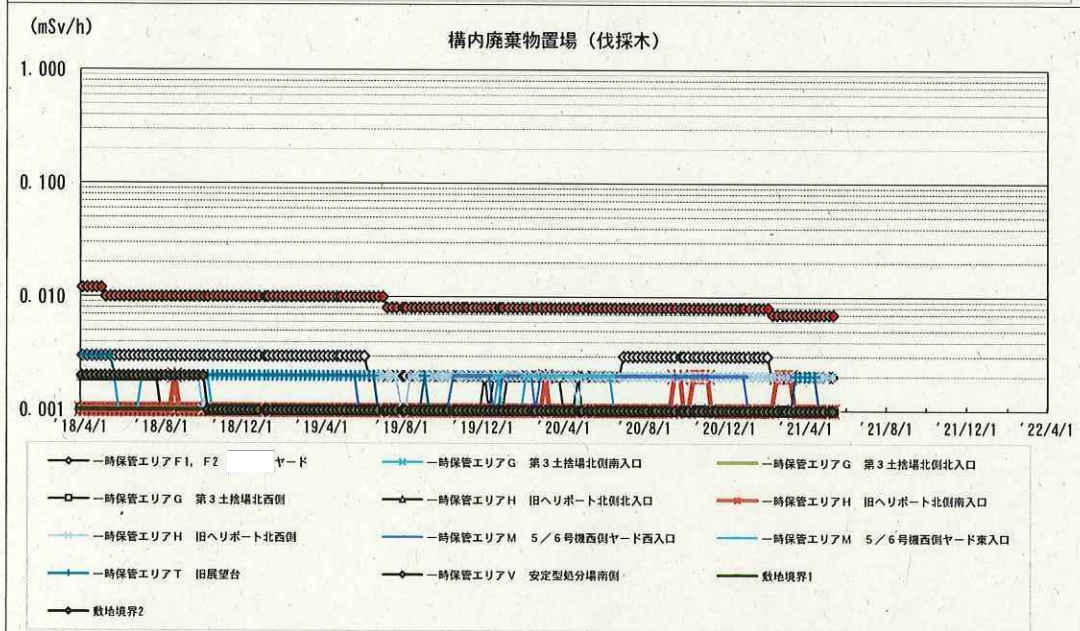 (mSv/h)
構内廃棄物置場（伐採木）
1.000
0.100
0.010
0.001
'18/4/1 '18/8/1 '18/12/1 '19/4/1 '19/8/1 '19/12/1 '20/4/1 '20/8/1 '20/12/1 '21/4/1 '21/8/1 '21/12/1 '22/4/1
一時保管エリアＦ1，Ｆ2 ヤード 一時保管エリアＧ 第３土捨場北側南入口 一時保管エリアＧ 第３土捨場北側北入口
一時保管エリアＧ 第３土捨場北西側 一時保管エリアＨ 旧ヘリポート北側北入口 一時保管エリアＨ 旧ヘリポート北側南入口
一時保管エリアＨ 旧ヘリポート北西側 一時保管エリアＭ ５／６号機西側ヤード西入口 一時保管エリアＭ ５／６号機西側ヤード東入口
一時保管エリアＴ 旧展望台 一時保管エリアＶ 安定型処分場南側 敷地境界1
敷地境界2